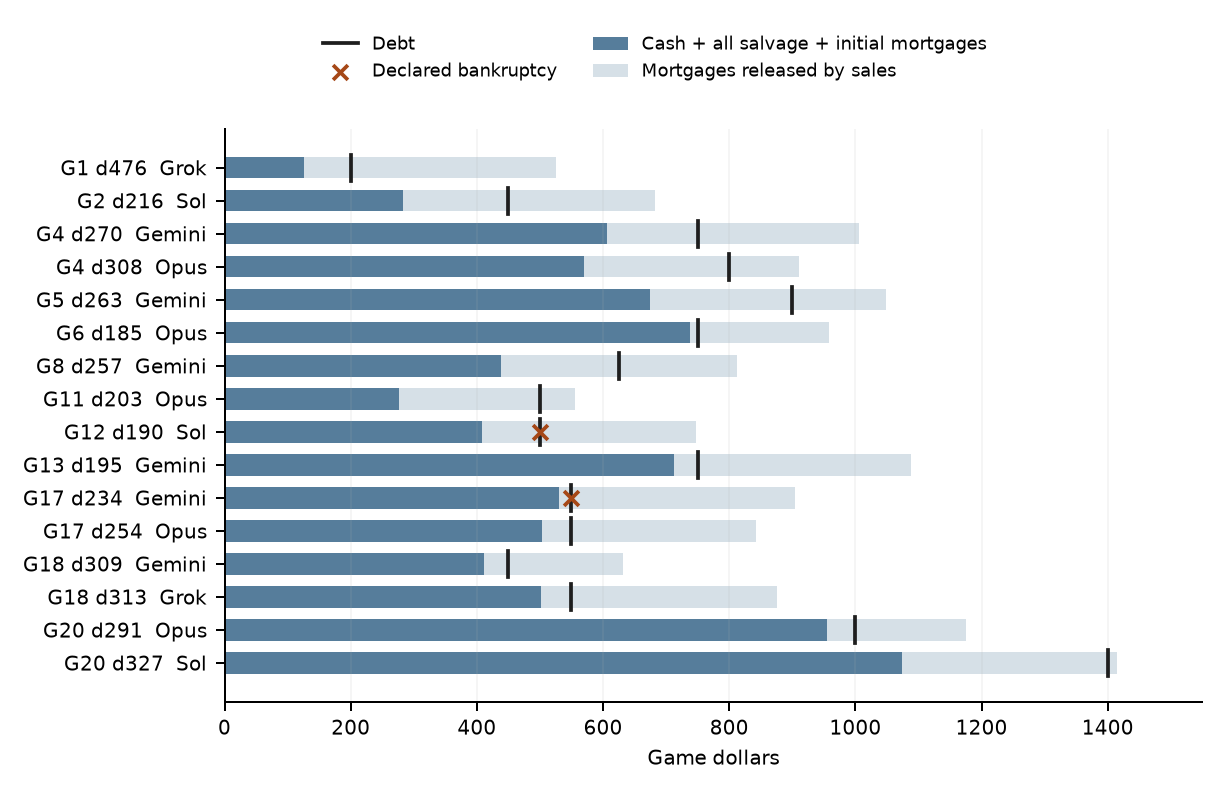 Debt
Declared bankruptcy
Cash + all salvage + initial mortgages
Mortgages released by sales
G1 d476  Grok
G2 d216  Sol
G4 d270  Gemini
G4 d308  Opus
G5 d263  Gemini
G6 d185  Opus
G8 d257  Gemini
G11 d203  Opus
G12 d190  Sol
G13 d195  Gemini
G17 d234  Gemini
G17 d254  Opus
G18 d309  Gemini
G18 d313  Grok
G20 d291  Opus
G20 d327  Sol
0 200 400 600 800 1000 1200 1400
Game dollars